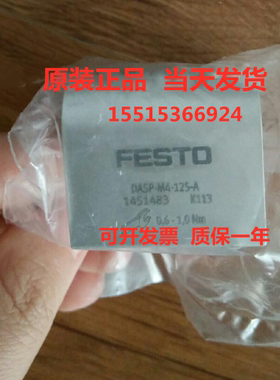 原装正品 当天发货
15515366924
FESTO
DASP-M4-125-A
1451483 K113
0,6-1,0 Nm
可开发票 质保一年